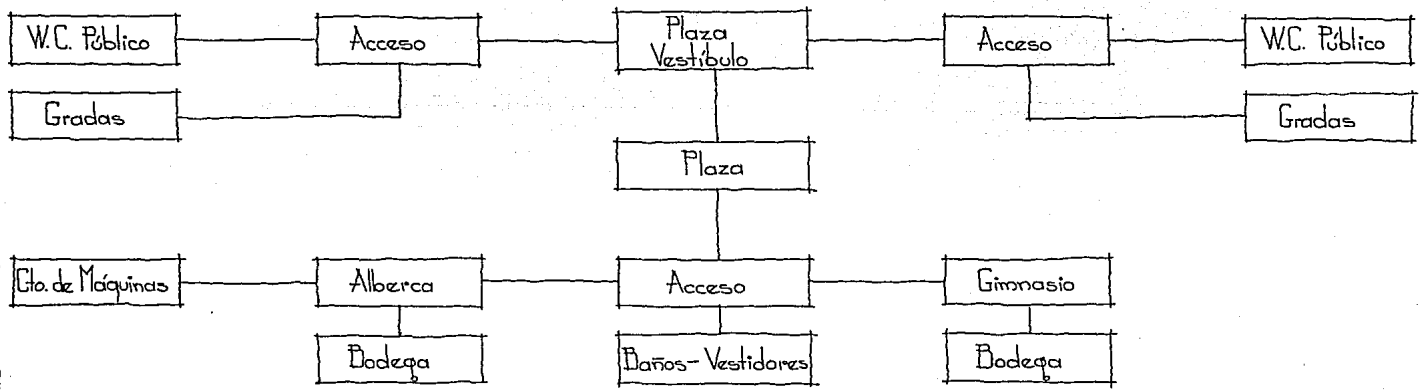 W.C. Público
Acceso
Plaza
Vestíbulo
Acceso
W.C. Público
Gradas
Gradas
Plaza
Cto. de Máquinas
Alberca
Acceso
Gimnasio
Bodega
Baños-Vestidores
Bodega